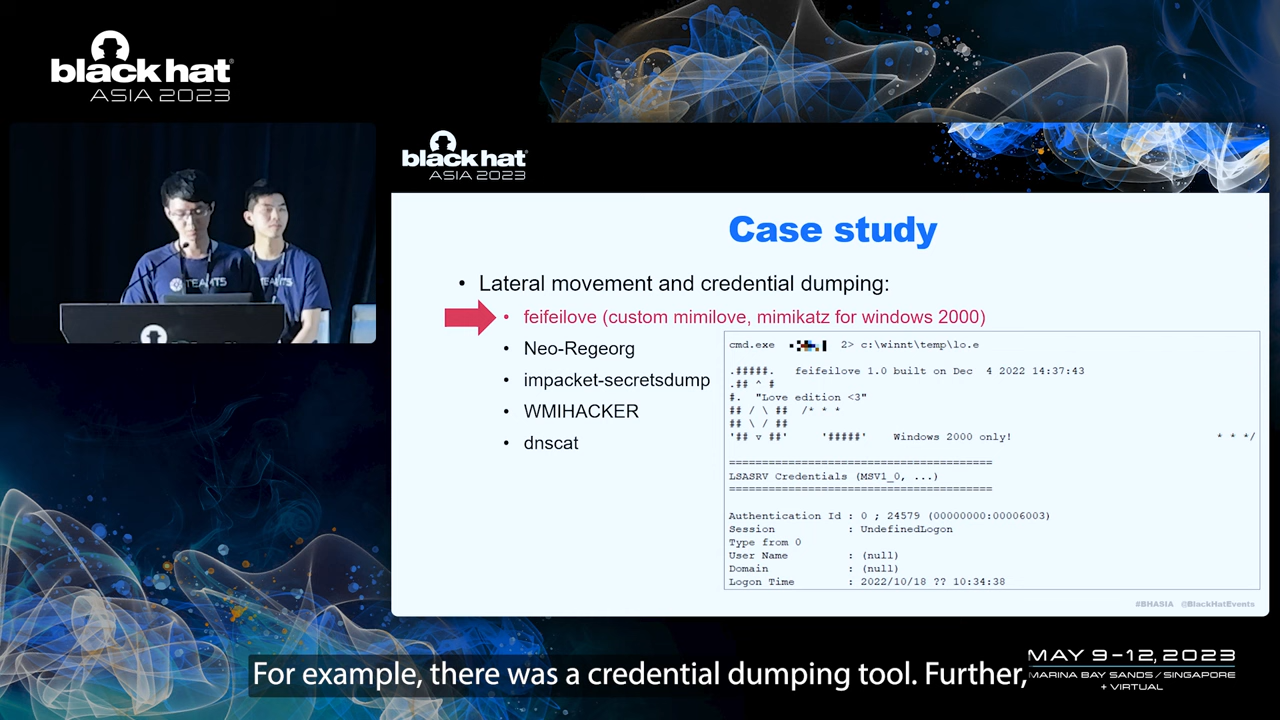 black hat®
ASIA 2023
black hat®
ASIA 2023
TEAMT5
TEAMT5
Case study
• Lateral movement and credential dumping:
• feifeilove (custom mimilove, mimikatz for windows 2000)
• Neo-Regeorg
• impacket-secretsdump
• WMIHACKER
• dnscat
cmd.exe 2> c:\winnt\temp\lo.e
.#####. feifeilove 1.0 built on Dec 4 2022 14:37:43
.## ^ #
#. "Love edition <3"
## / \ ## /* * *
## \ / ##
'## v ##' '#####' Windows 2000 only! * * */
========================================
LSASRV Credentials (MSV1_0, ...)
========================================
Authentication Id : 0 ; 24579 (00000000:00006003)
Session : UndefinedLogon
Type from 0
User Name : (null)
Domain : (null)
Logon Time : 2022/10/18 ?? 10:34:38
#BHASIA @BlackHatEvents
For example, there was a credential dumping tool. Further,
MAY 9-12, 2023
MARINA BAY SANDS / SINGAPORE
+ VIRTUAL